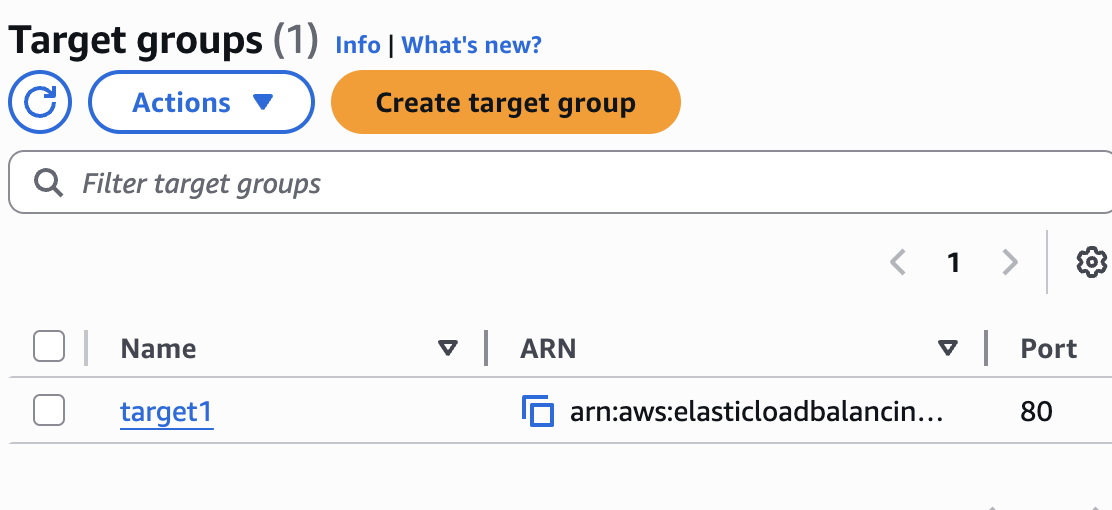 Target groups (1) Info | What's new?
Actions Create target group
Filter target groups
1
Name ARN Port
target1 arn:aws:elasticloadbalancin... 80